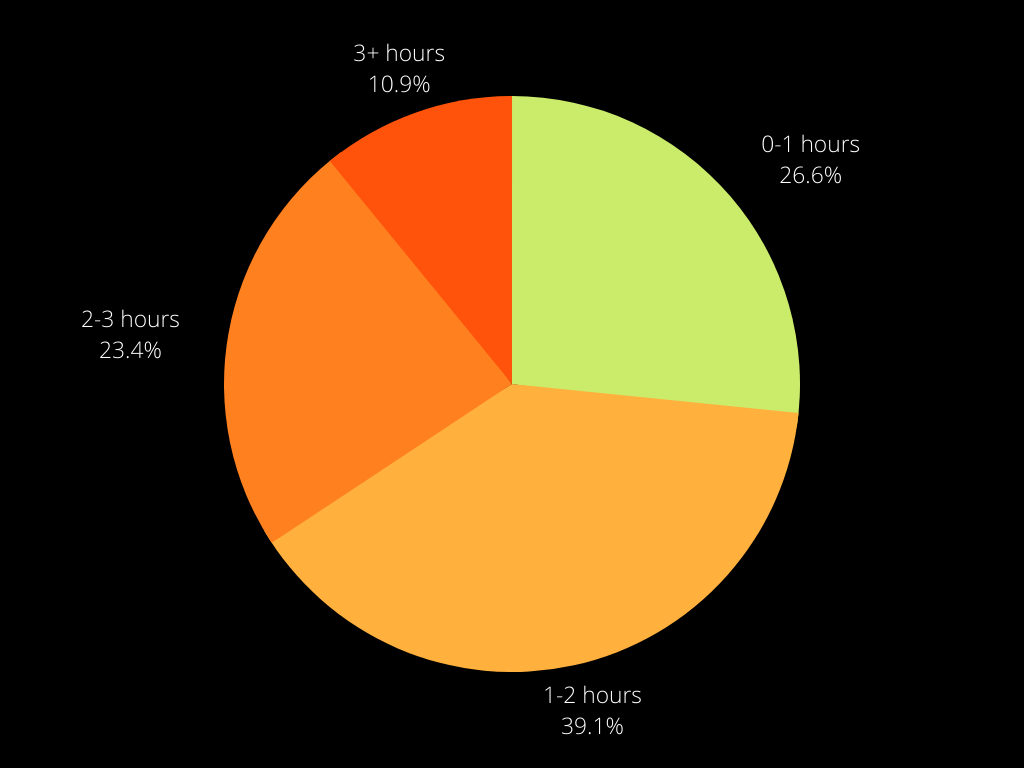 3+ hours
10.9%
0-1 hours
26.6%
2-3 hours
23.4%
1-2 hours
39.1%